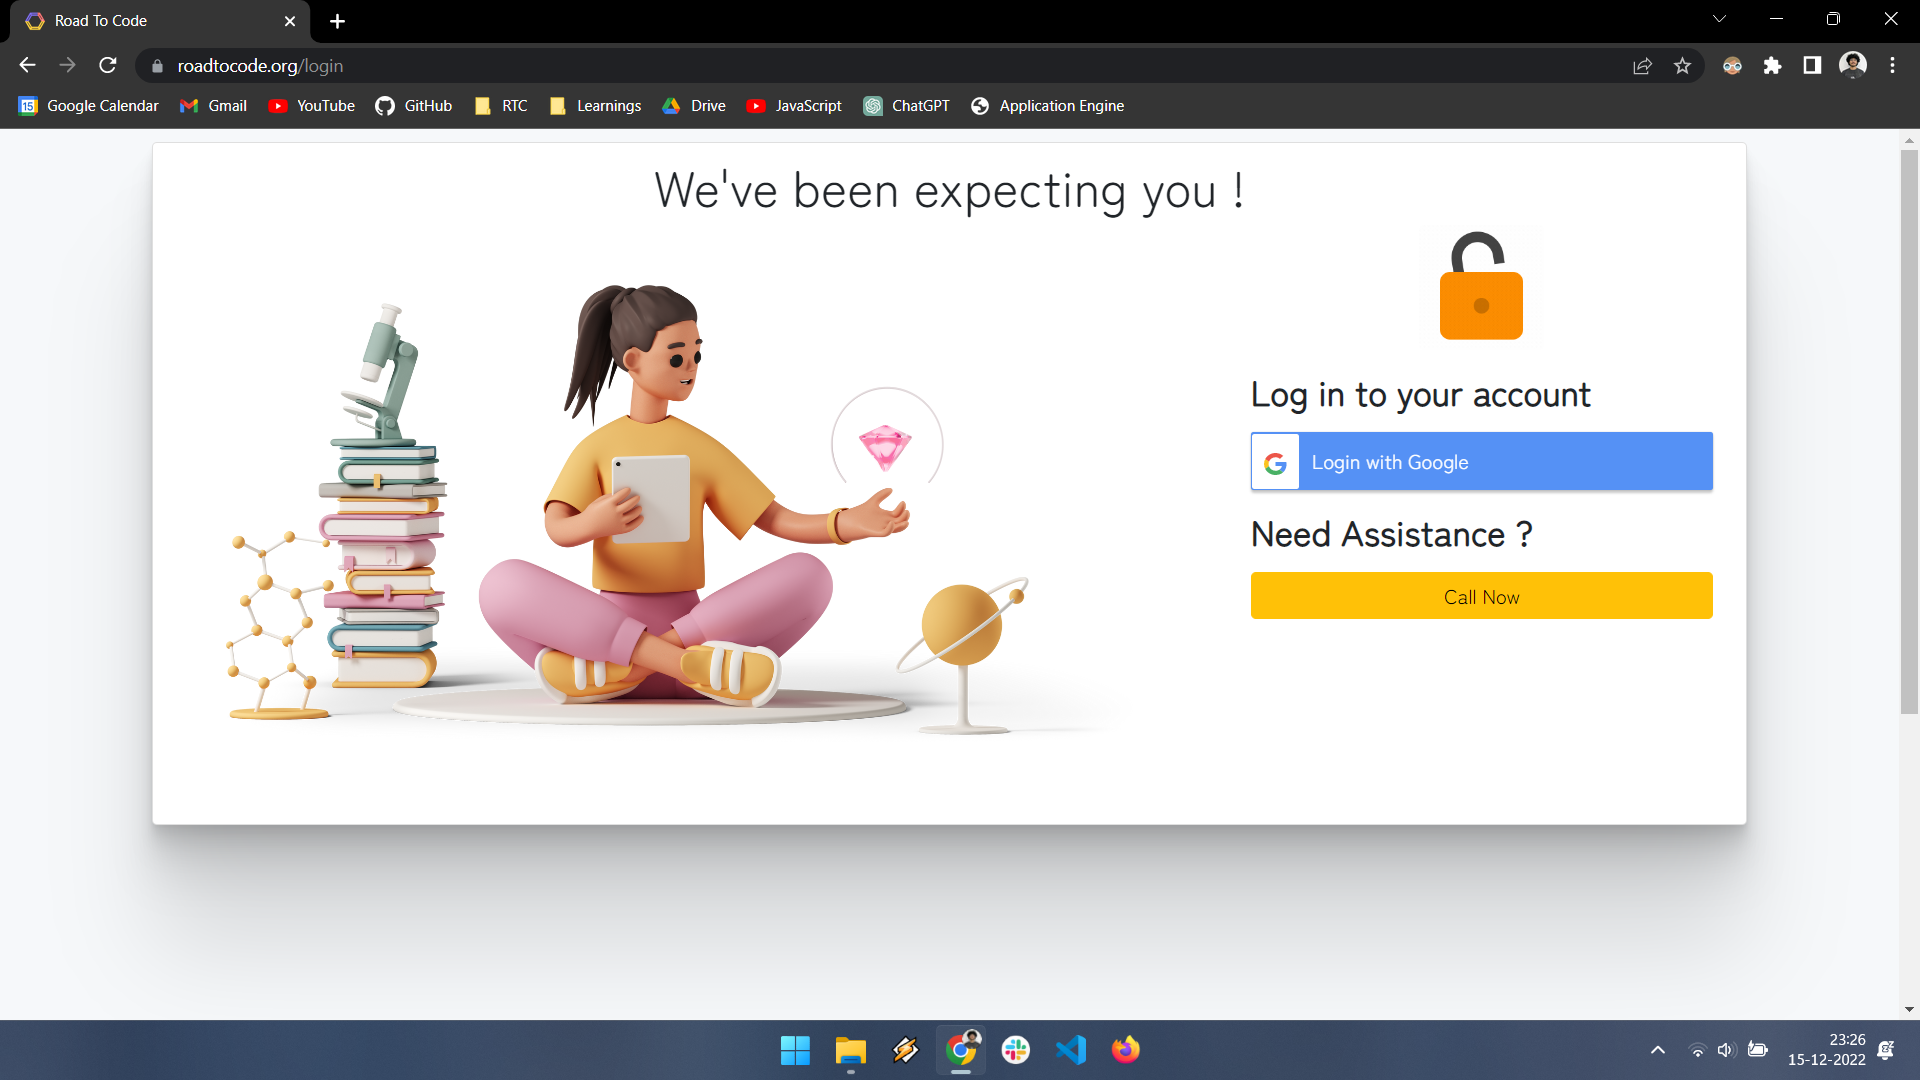 Road To Code
roadtocode.org/login
15 Google Calendar Gmail YouTube GitHub RTC Learnings Drive JavaScript ChatGPT Application Engine
We've been expecting you !
Log in to your account
G Login with Google
Need Assistance ?
Call Now
23:26
15-12-2022